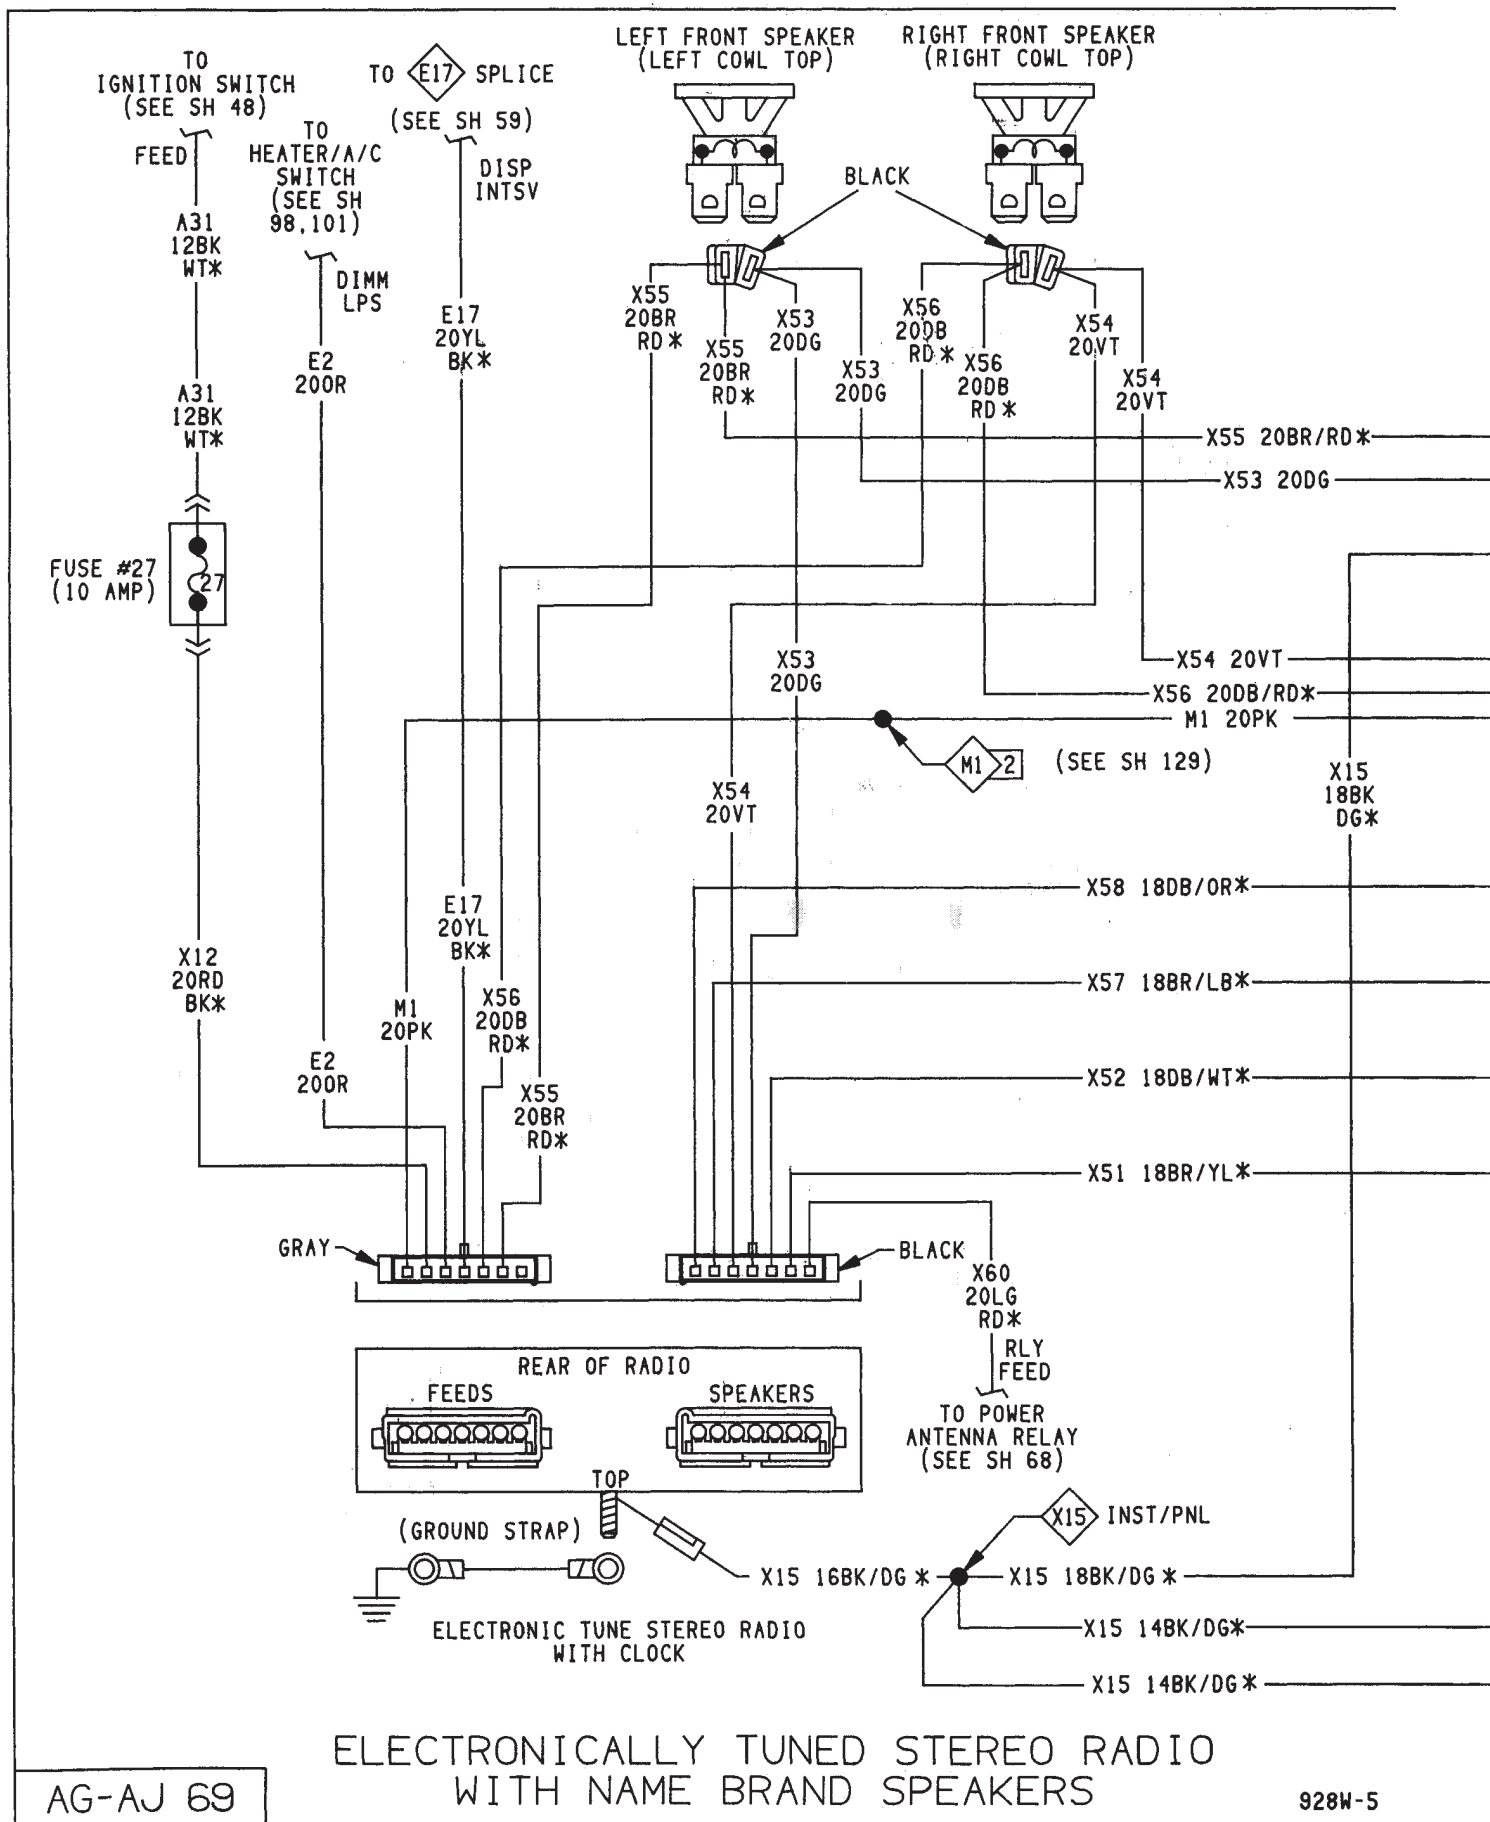 LEFT FRONT SPEAKER
(LEFT COWL TOP)
RIGHT FRONT SPEAKER
(RIGHT COWL TOP)
TO
IGNITION SWITCH
(SEE SH 48)
FEED
TO
HEATER/A/C
SWITCH
(SEE SH
98,101)
DIMM
LPS
TO E17 SPLICE
(SEE SH 59)
DISP
INTSV
BLACK
A31
12BK
WT*
A31
12BK
WT*
E2
20OR
E17
20YL
BK*
X55
20BR
RD*
X55
20BR
RD*
X53
20DG
X53
20DG
X56
20DB
RD*
X56
20DB
RD*
X54
20VT
X54
20VT
X55 20BR/RD*
X53 20DG
FUSE #27
(10 AMP)
27
X53
20DG
X54 20VT
X56 20DB/RD*
M1 20PK
M1 2 (SEE SH 129)
X54
20VT
X15
18BK
DG*
X58 18DB/OR*
E17
20YL
BK*
X12
20RD
BK*
M1
20PK
X56
20DB
RD*
X57 18BR/LB*
E2
20OR
X55
20BR
RD*
X52 18DB/WT*
X51 18BR/YL*
GRAY
BLACK
X60
20LG
RD*
RLY
FEED
TO POWER
ANTENNA RELAY
(SEE SH 68)
REAR OF RADIO
FEEDS
SPEAKERS
TOP
(GROUND STRAP)
X15 INST/PNL
X15 16BK/DG *
X15 18BK/DG *
X15 14BK/DG*
X15 14BK/DG *
ELECTRONIC TUNE STEREO RADIO
WITH CLOCK
ELECTRONICALLY TUNED STEREO RADIO
WITH NAME BRAND SPEAKERS
AG-AJ 69
928W-5